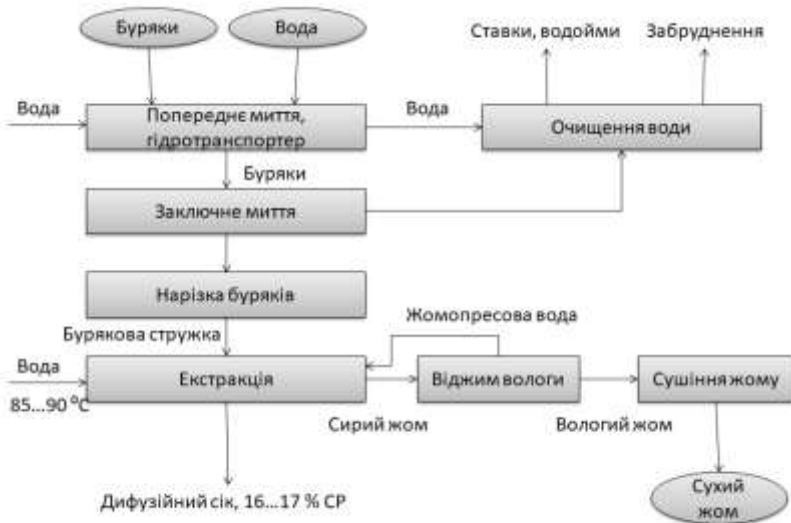 Буряки
Вода
Ставки, водойми
Забруднення
Вода
Попереднє миття,
гідротранспортер
Вода
Очищення води
Буряки
Заключне миття
Нарізка буряків
Бурякова стружка
Жомопресова вода
Вода
85...90 ⁰С
Екстракція
Віджим вологи
Сушіння жому
Сирий жом
Вологий жом
Дифузійний сік, 16...17 % СР
Сухий
жом